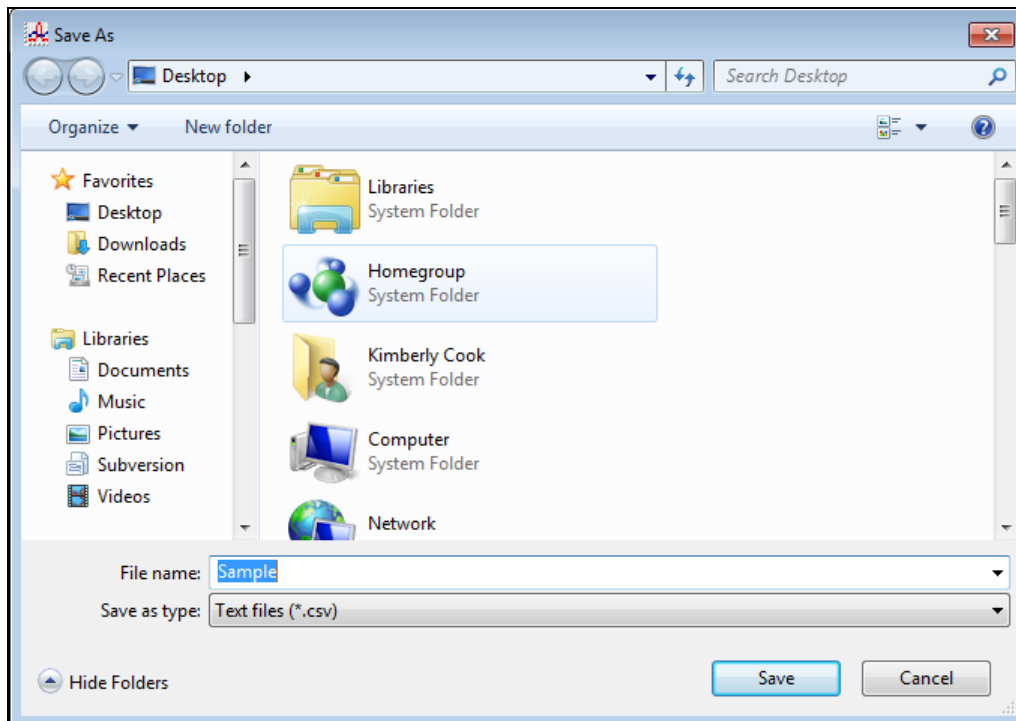 Save As
Desktop
Search Desktop
Organize
New folder
Favorites
Desktop
Downloads
Recent Places
Libraries
Documents
Music
Pictures
Subversion
Videos
Libraries
System Folder
Homegroup
System Folder
Kimberly Cook
System Folder
Computer
System Folder
Network
File name: Sample
Save as type: Text files (*.csv)
Hide Folders
Save
Cancel